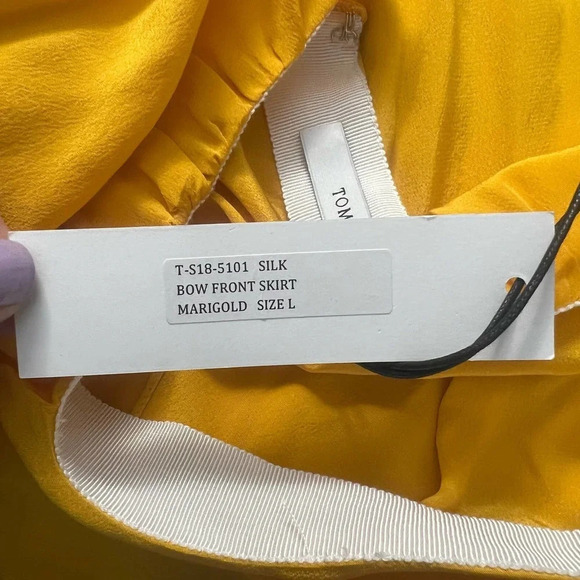 TOM
T-S18-5101 SILK
BOW FRONT SKIRT
MARIGOLD SIZE L